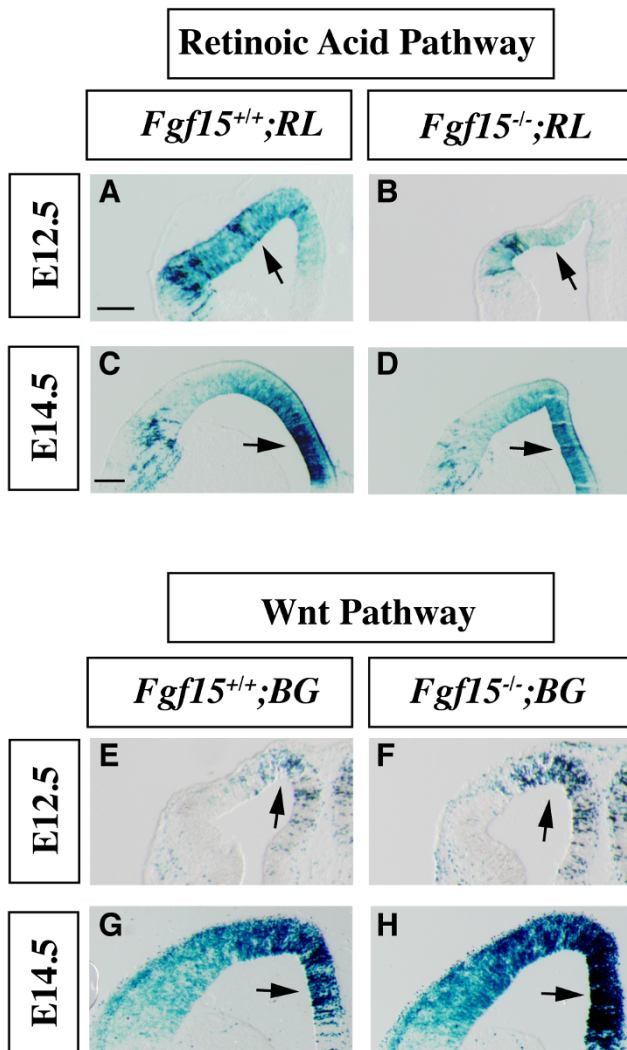 Retinoic Acid Pathway
Fgf15+/+;RL Fgf15-/-;RL
E12.5
A B
E14.5
C D
Wnt Pathway
Fgf15+/+;BG Fgf15-/-;BG
E12.5
E F
E14.5
G H